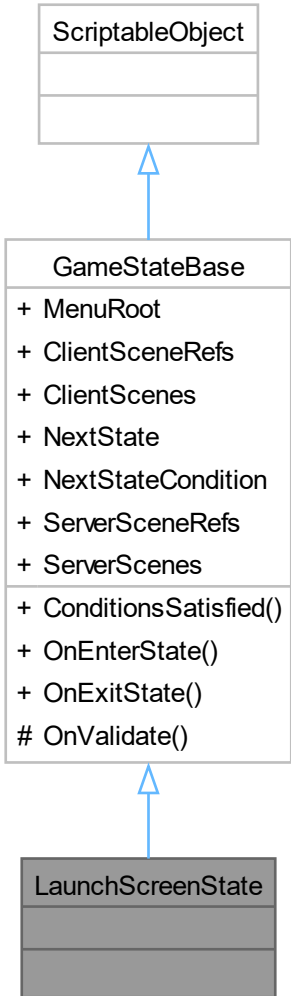 ScriptableObject
GameStateBase
+ MenuRoot
+ ClientSceneRefs
+ ClientScenes
+ NextState
+ NextStateCondition
+ ServerSceneRefs
+ ServerScenes
+ ConditionsSatisfied()
+ OnEnterState()
+ OnExitState()
# OnValidate()
LaunchScreenState